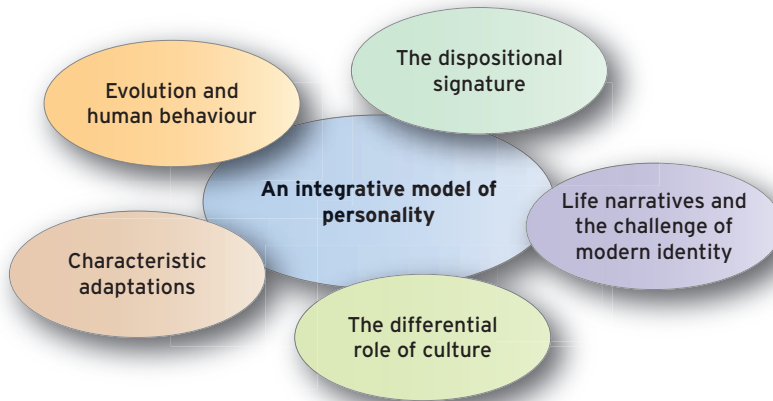 Evolution and
human behaviour
The dispositional
signature
An integrative model of
personality
Life narratives and
the challenge of
modern identity
Characteristic
adaptations
The differential
role of culture